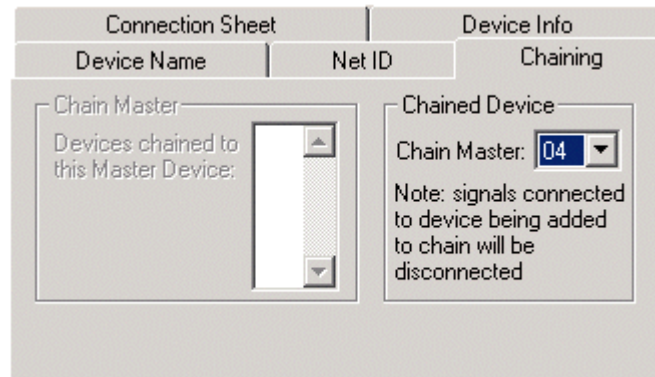 Connection Sheet
Device Info
Device Name
Net ID
Chaining
Chain Master
Devices chained to
this Master Device:
Chained Device
Chain Master: 04
Note: signals connected
to device being added
to chain will be
disconnected